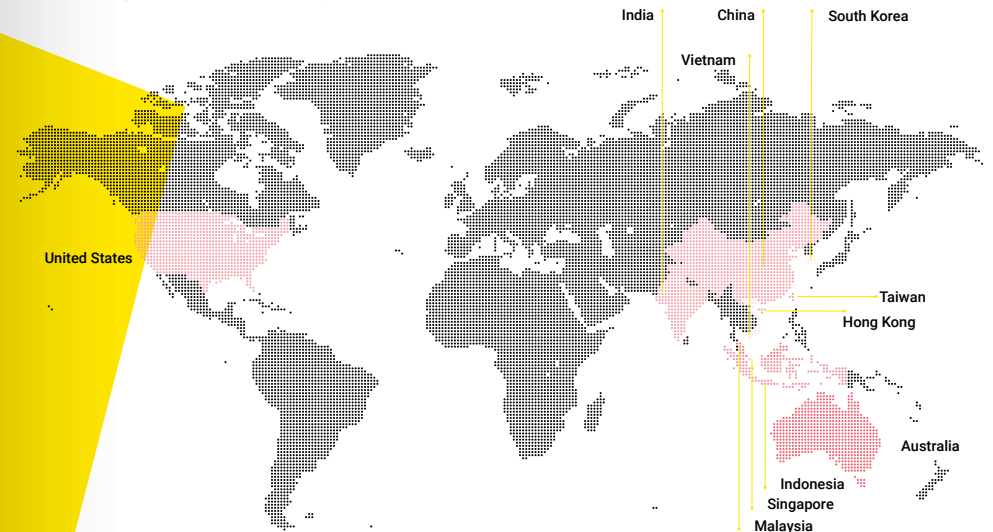 India
China
South Korea
Vietnam
United States
Taiwan
Hong Kong
Australia
Indonesia
Singapore
Malaysia